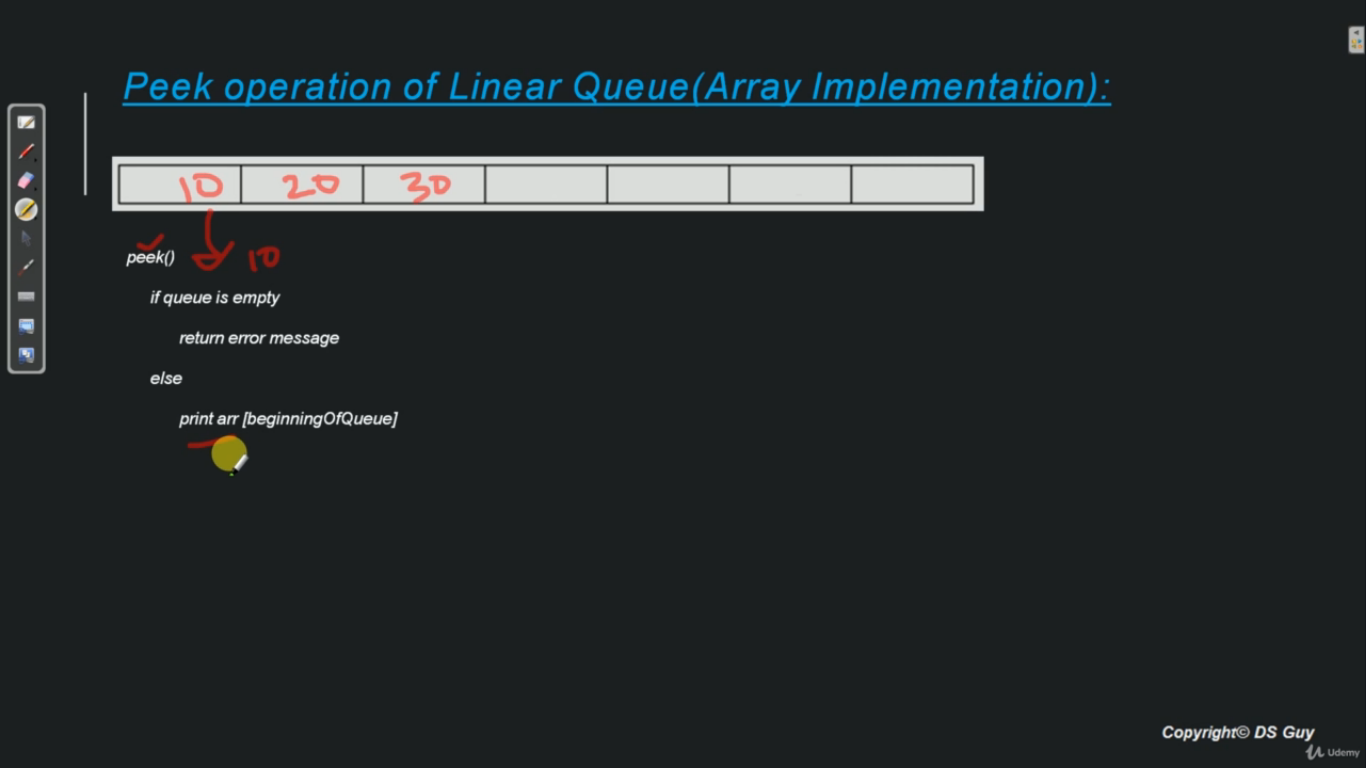 Peek operation of Linear Queue(Array Implementation):
10 20 30
peek() 10
if queue is empty
return error message
else
print arr [beginningOfQueue]
Copyright© DS Guy
Udemy